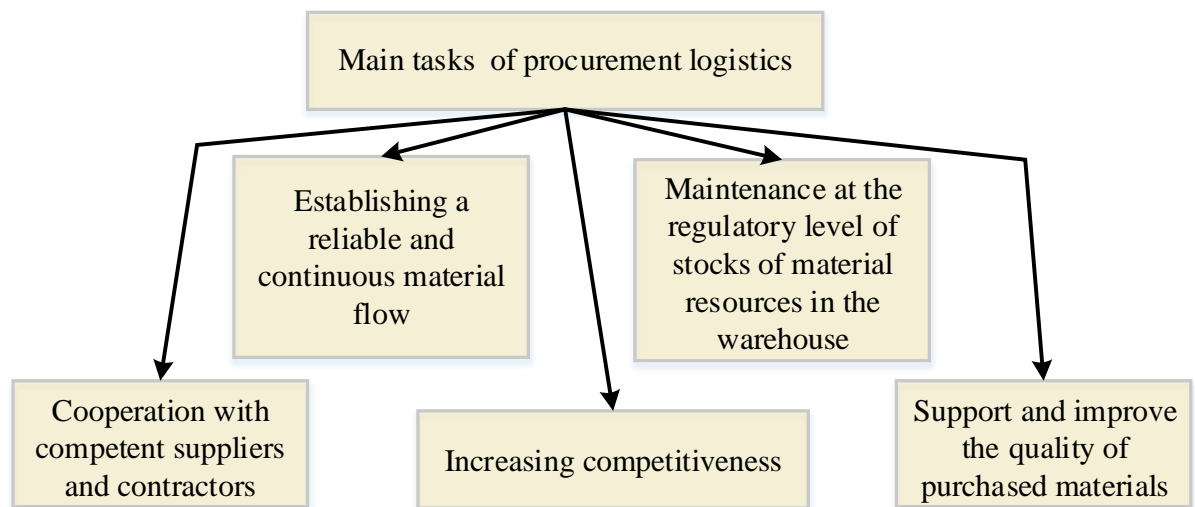 Main tasks of procurement logistics
Establishing a
reliable and
continuous material
flow
Maintenance at the
regulatory level of
stocks of material
resources in the
warehouse
Cooperation with
competent suppliers
and contractors
Increasing competitiveness
Support and improve
the quality of
purchased materials